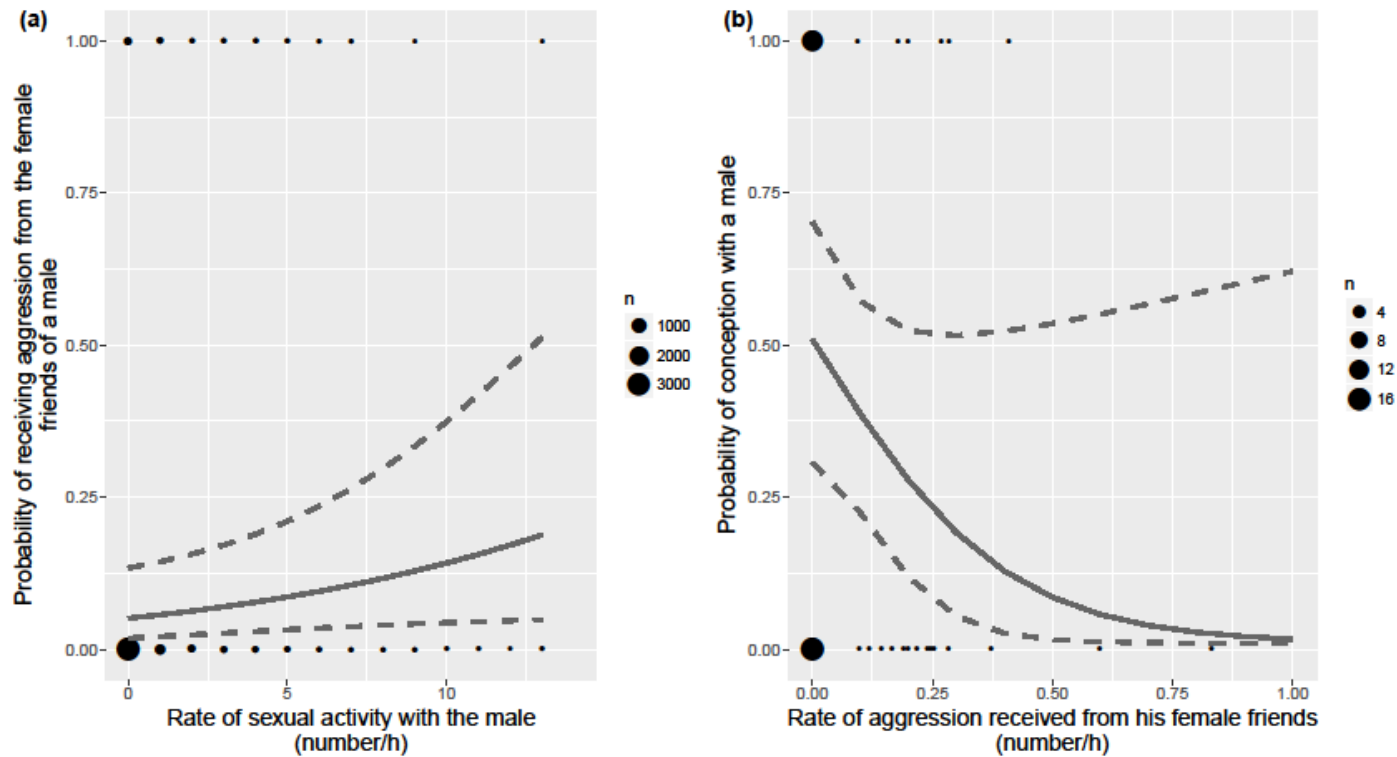 (a)
Probability of receiving aggression from the female
friends of a male
1.00
0.75
0.50
0.25
0.00
0
5
10
Rate of sexual activity with the male
(number/h)
n
1000
2000
3000
(b)
Probability of conception with a male
1.00
0.75
0.50
0.25
0.00
0.00
0.25
0.50
0.75
1.00
Rate of aggression received from his female friends
(number/h)
n
4
8
12
16